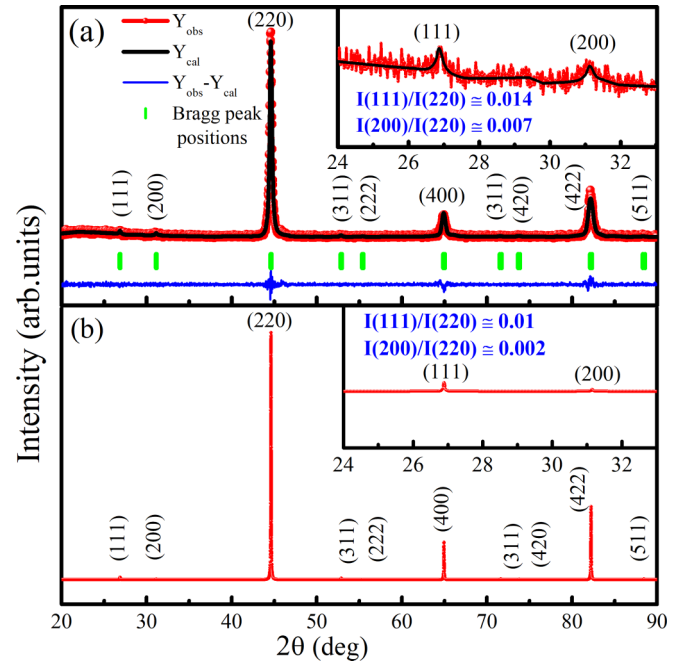 (a)
Y_obs
Y_cal
Y_obs-Y_cal
Bragg peak
positions
(220)
(111)
(200)
I(111)/I(220) ≅ 0.014
I(200)/I(220) ≅ 0.007
24 26 28 30 32
(111)
(200)
(311)
(222)
(400)
(311)
(420)
(422)
(511)
Intensity (arb.units)
(b)
(220)
I(111)/I(220) ≅ 0.01
I(200)/I(220) ≅ 0.002
(111)
(200)
24 26 28 30 32
(111)
(200)
(311)
(222)
(400)
(311)
(420)
(422)
(511)
20 30 40 50 60 70 80 90
2θ (deg)